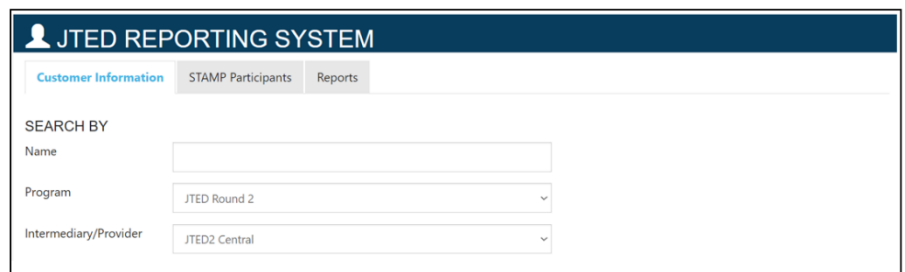 JTED REPORTING SYSTEM
Customer Information STAMP Participants Reports
SEARCH BY
Name
Program JTED Round 2
Intermediary/Provider JTED2 Central